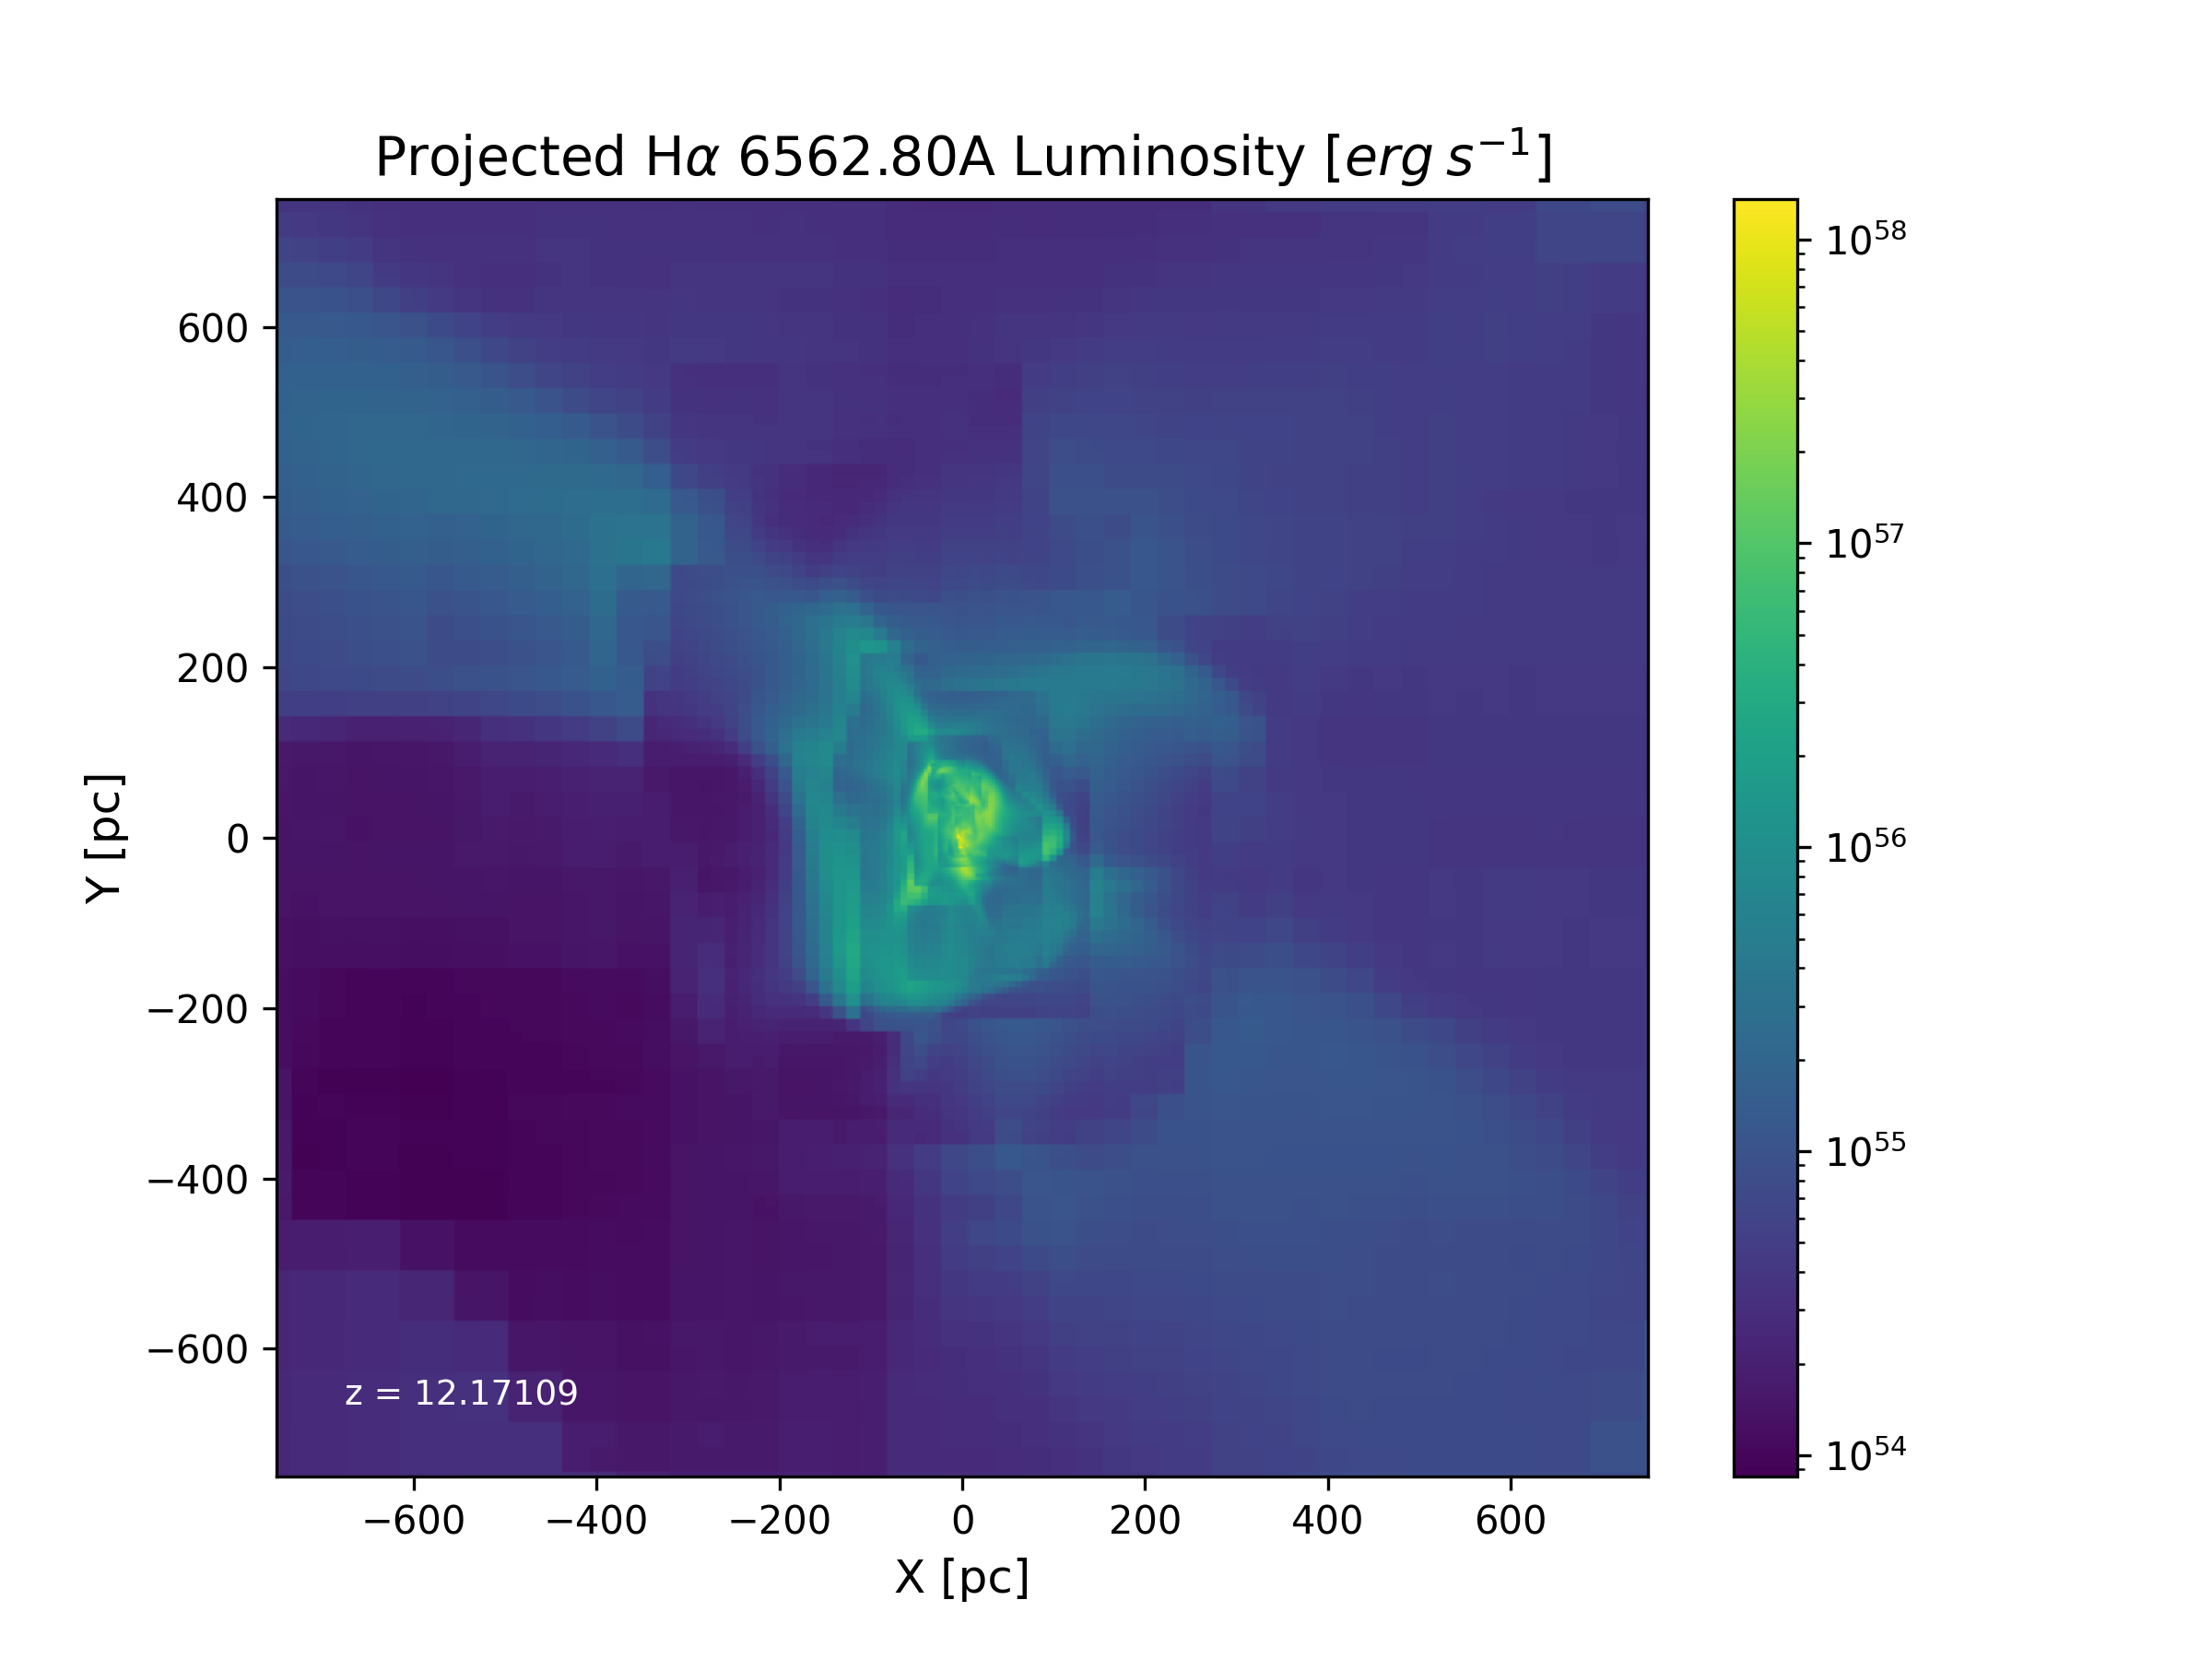 Projected Hα 6562.80A Luminosity [erg s⁻¹]
Y [pc]
600
400
200
0
−200
−400
−600
z = 12.17109
−600 −400 −200 0 200 400 600
X [pc]
10⁵⁸
10⁵⁷
10⁵⁶
10⁵⁵
10⁵⁴